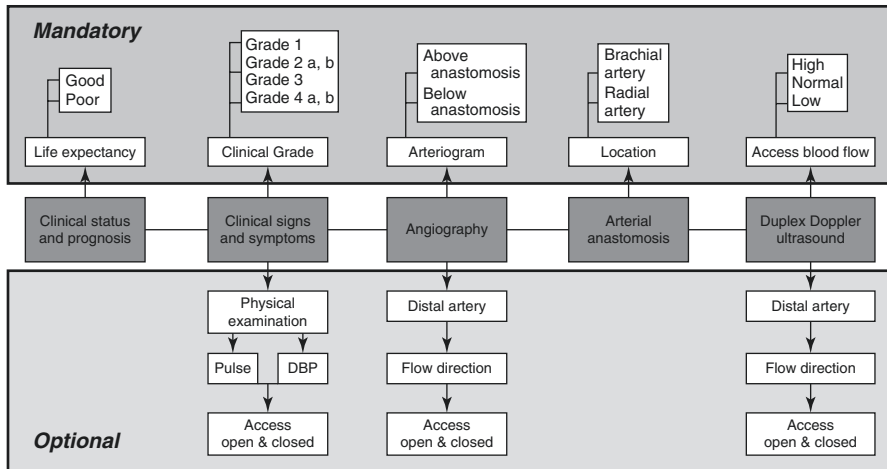 Mandatory
Good
Poor
Life expectancy
Grade 1
Grade 2 a, b
Grade 3
Grade 4 a, b
Clinical Grade
Above
anastomosis
Below
anastomosis
Arteriogram
Brachial
artery
Radial
artery
Location
High
Normal
Low
Access blood flow
Clinical status
and prognosis
Clinical signs
and symptoms
Angiography
Arterial
anastomosis
Duplex Doppler
ultrasound
Physical
examination
Pulse
DBP
Access
open & closed
Distal artery
Flow direction
Access
open & closed
Distal artery
Flow direction
Access
open & closed
Optional